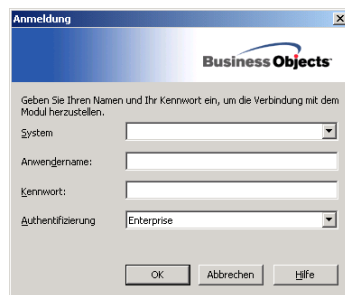 Anmeldung
Business Objects
Geben Sie Ihren Namen und Ihr Kennwort ein, um die Verbindung mit dem
Modul herzustellen.
System
Anwendername:
Kennwort:
Authentifizierung Enterprise
OK Abbrechen Hilfe